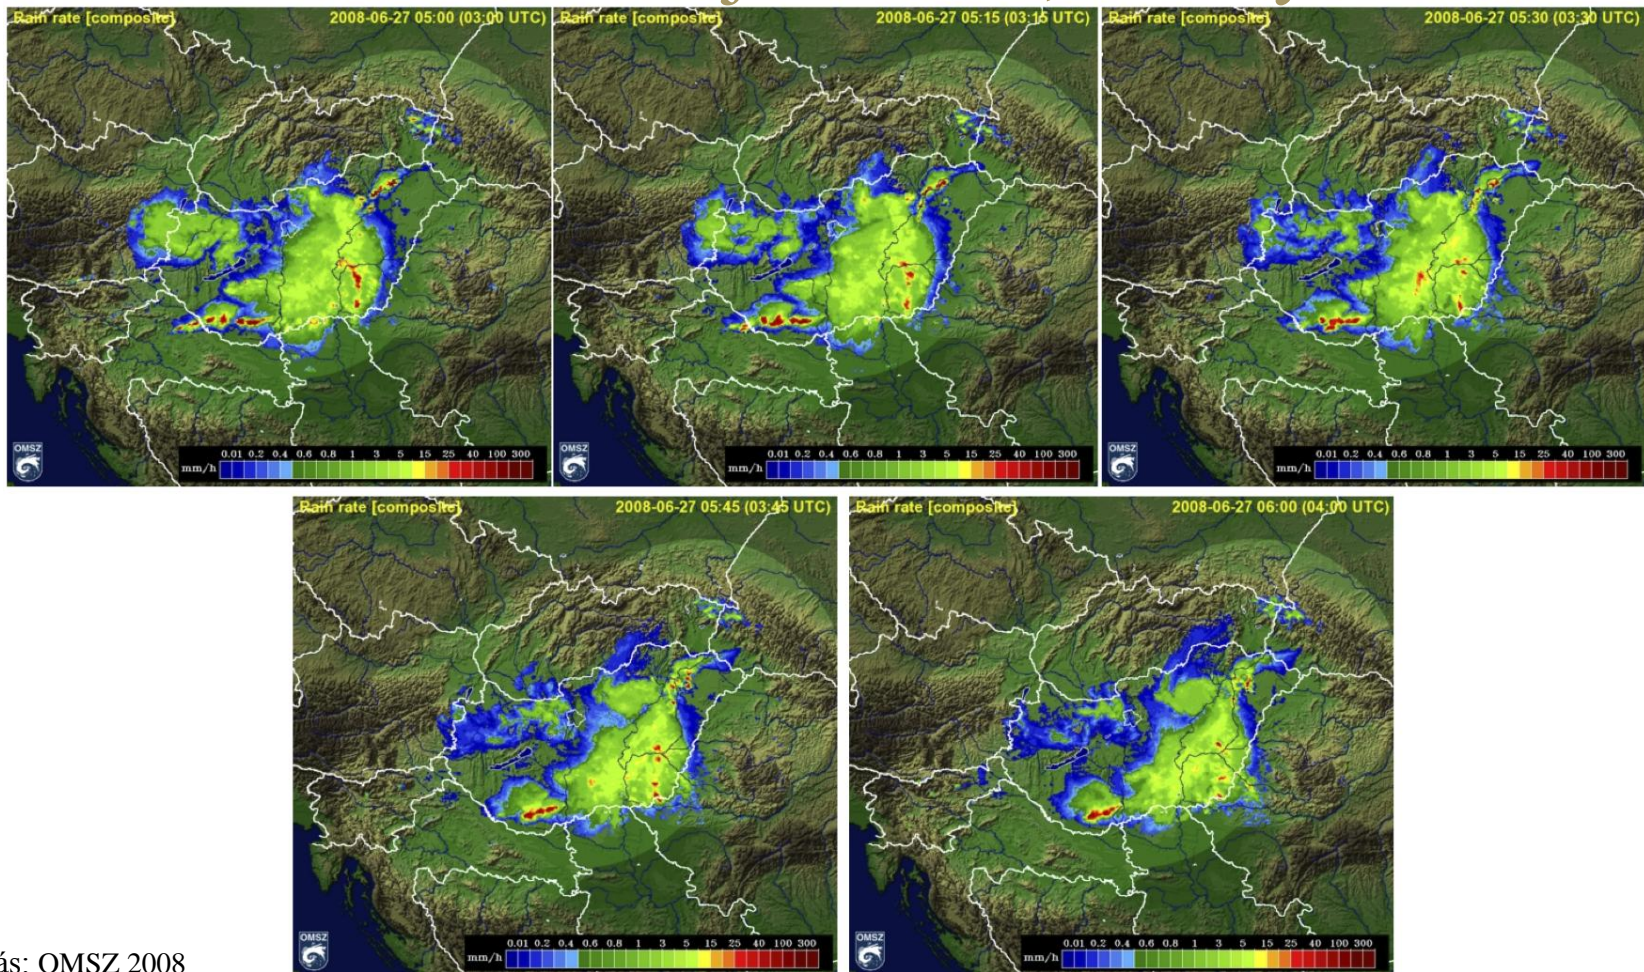 Rain rate [composite] 2008-06-27 05:00 (03:00 UTC)
OMSZ
mm/h 0.01 0.2 0.4 0.6 0.8 1 3 5 15 25 40 100 300
Rain rate [composite] 2008-06-27 05:15 (03:15 UTC)
OMSZ
mm/h 0.01 0.2 0.4 0.6 0.8 1 3 5 15 25 40 100 300
Rain rate [composite] 2008-06-27 05:30 (03:30 UTC)
OMSZ
mm/h 0.01 0.2 0.4 0.6 0.8 1 3 5 15 25 40 100 300
Rain rate [composite] 2008-06-27 05:45 (03:45 UTC)
OMSZ
mm/h 0.01 0.2 0.4 0.6 0.8 1 3 5 15 25 40 100 300
Rain rate [composite] 2008-06-27 06:00 (04:00 UTC)
OMSZ
mm/h 0.01 0.2 0.4 0.6 0.8 1 3 5 15 25 40 100 300
ás: OMSZ 2008